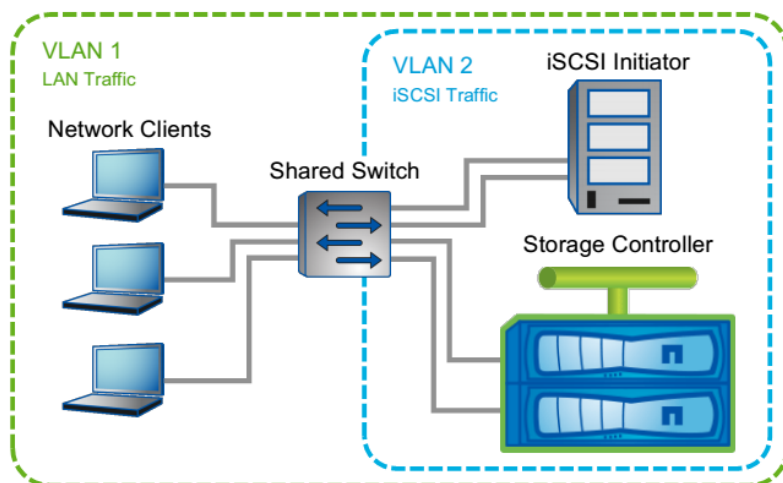 VLAN 1
LAN Traffic
VLAN 2
iSCSI Traffic
iSCSI Initiator
Network Clients
Shared Switch
Storage Controller